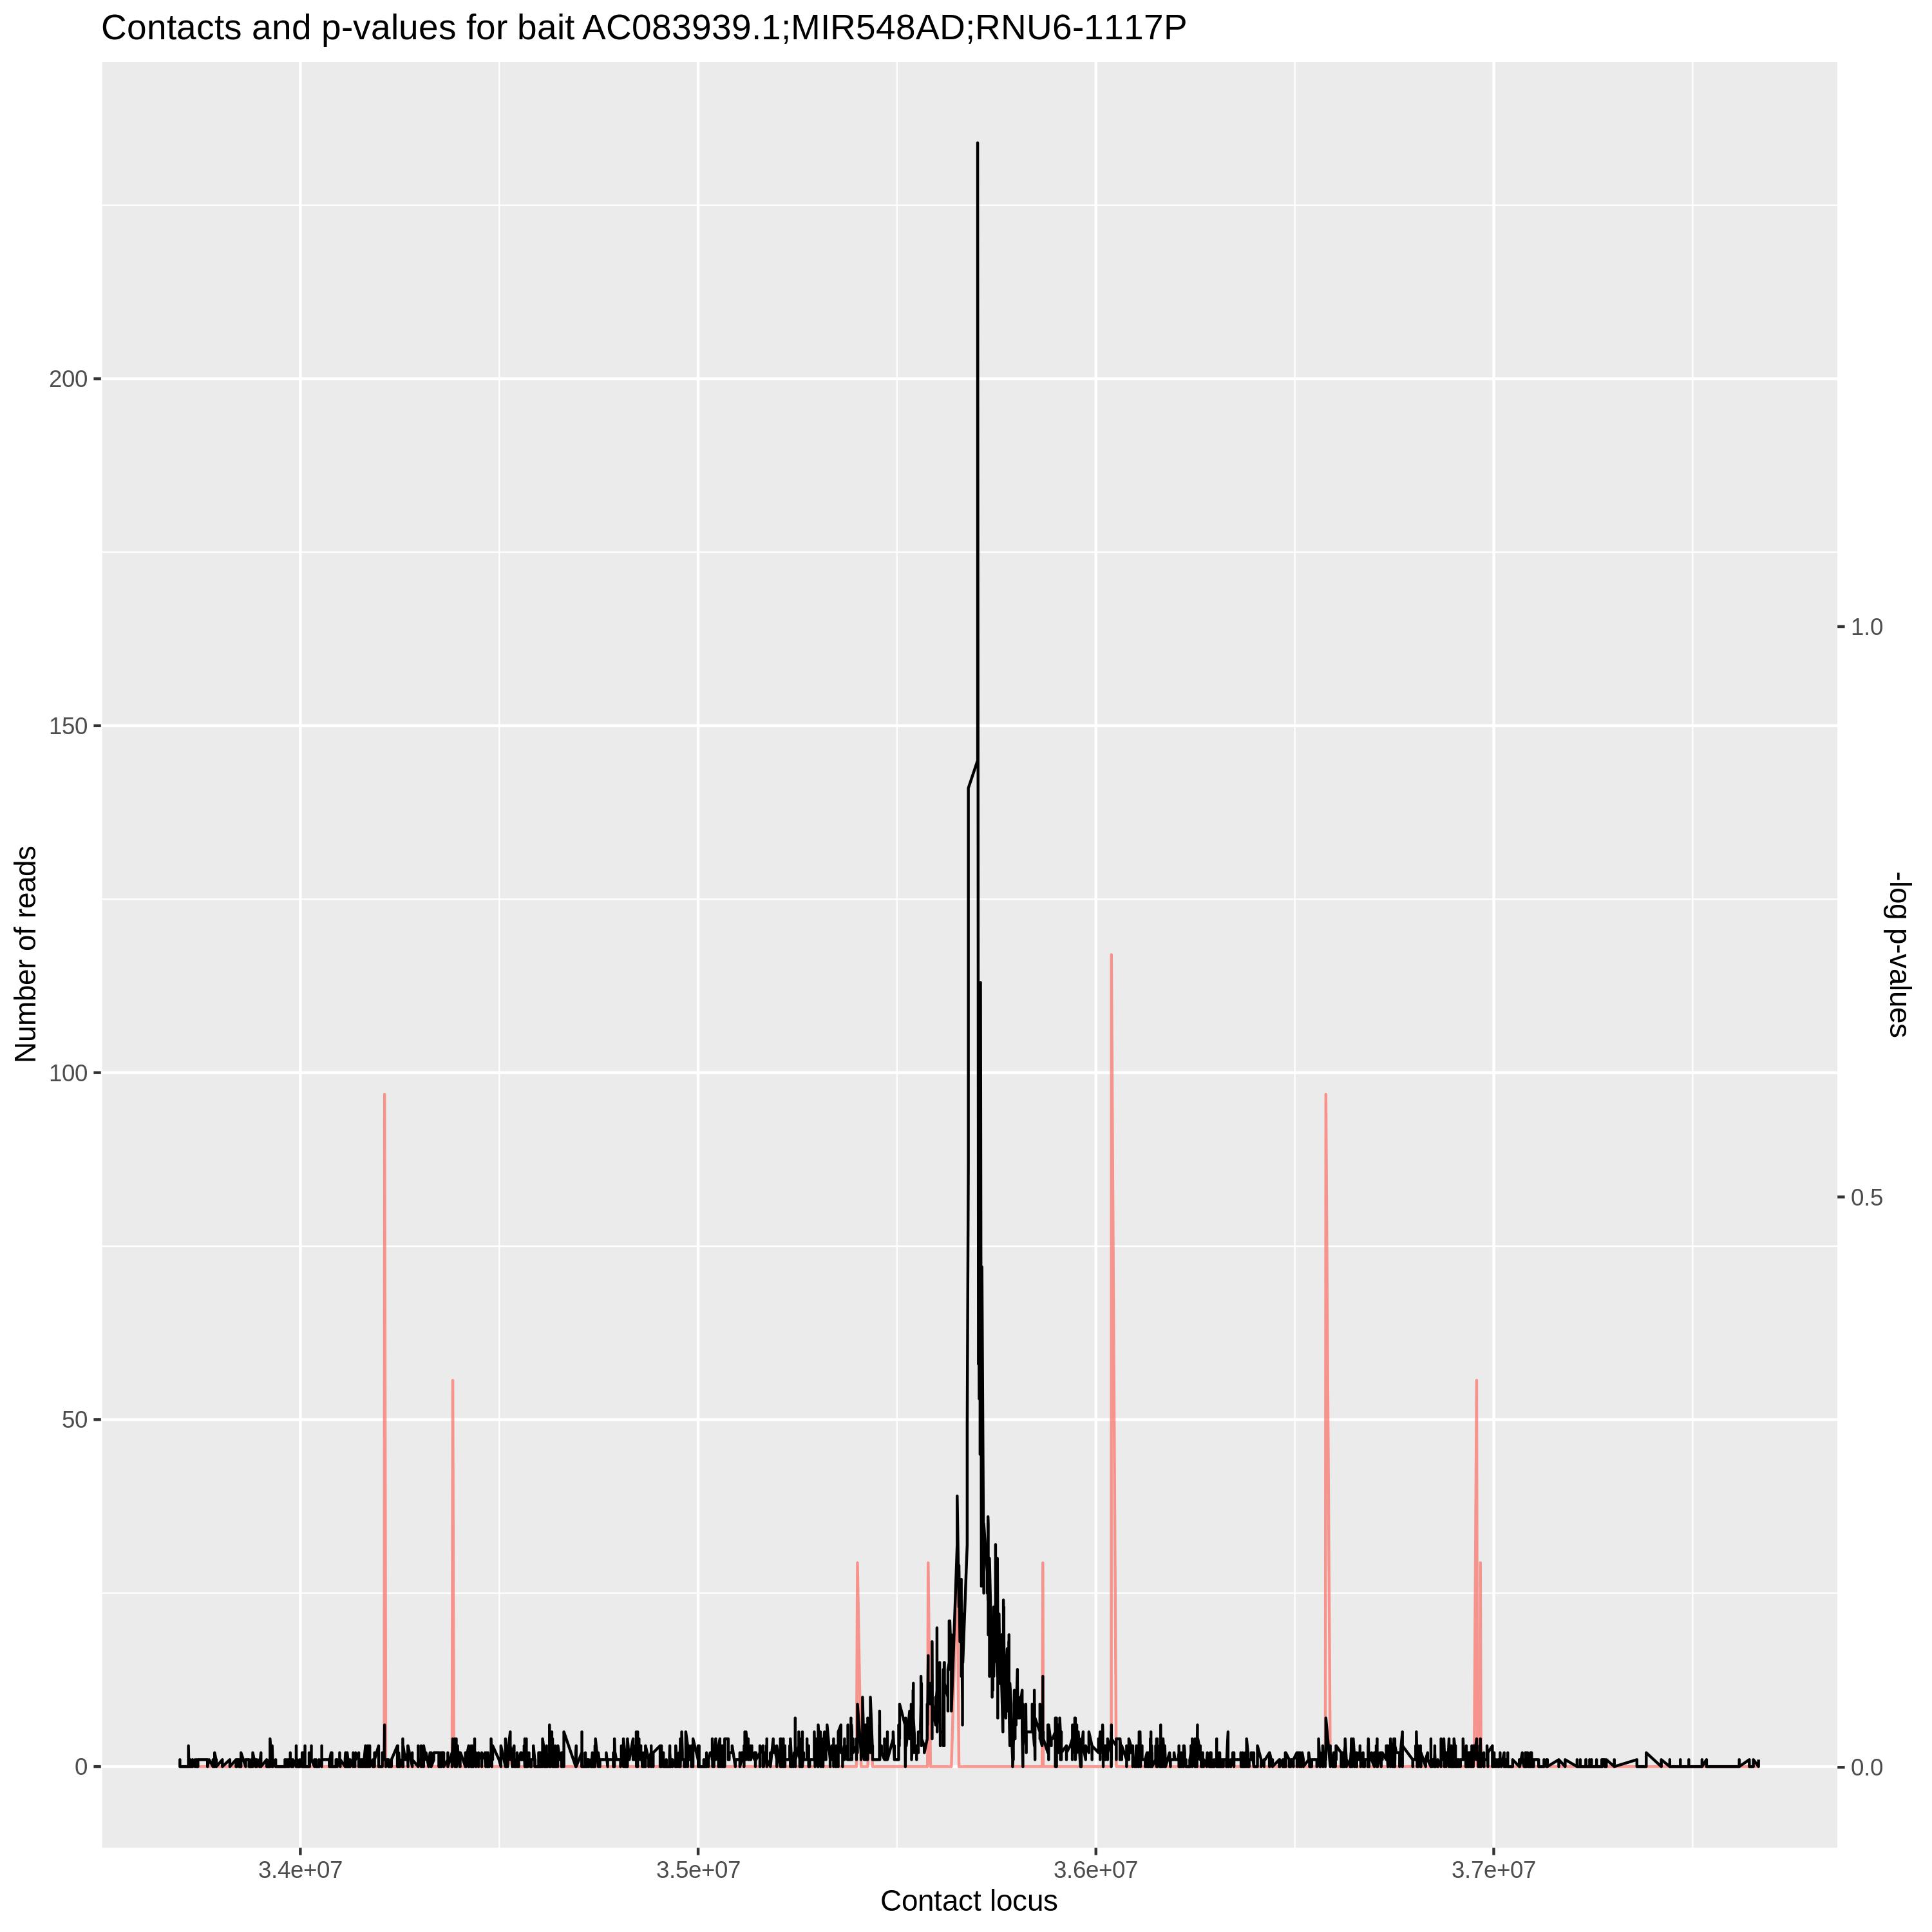 Contacts and p-values for bait AC083939.1;MIR548AD;RNU6-1117P
200
150
100
50
0
Number of reads
1.0
0.5
0.0
-log p-values
3.4e+07 3.5e+07 3.6e+07 3.7e+07
Contact locus